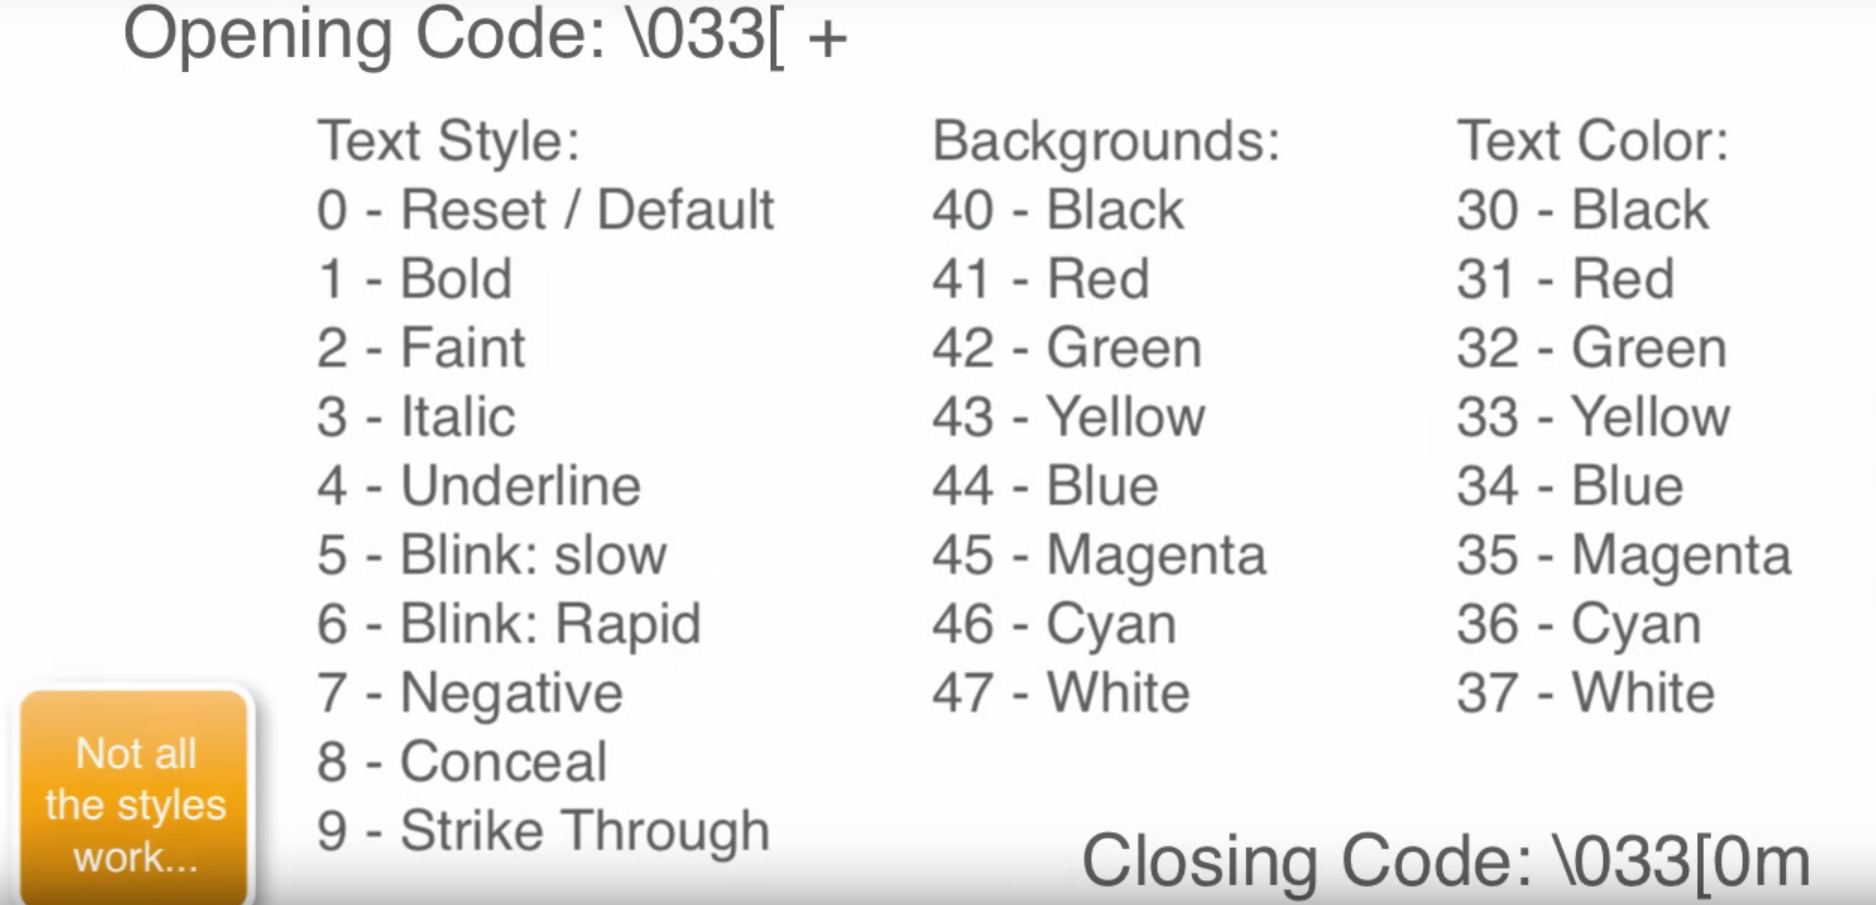 Opening Code: \033[ +
Text Style:
0 - Reset / Default
1 - Bold
2 - Faint
3 - Italic
4 - Underline
5 - Blink: slow
6 - Blink: Rapid
7 - Negative
8 - Conceal
9 - Strike Through
Backgrounds:
40 - Black
41 - Red
42 - Green
43 - Yellow
44 - Blue
45 - Magenta
46 - Cyan
47 - White
Text Color:
30 - Black
31 - Red
32 - Green
33 - Yellow
34 - Blue
35 - Magenta
36 - Cyan
37 - White
Not all
the styles
work...
Closing Code: \033[0m